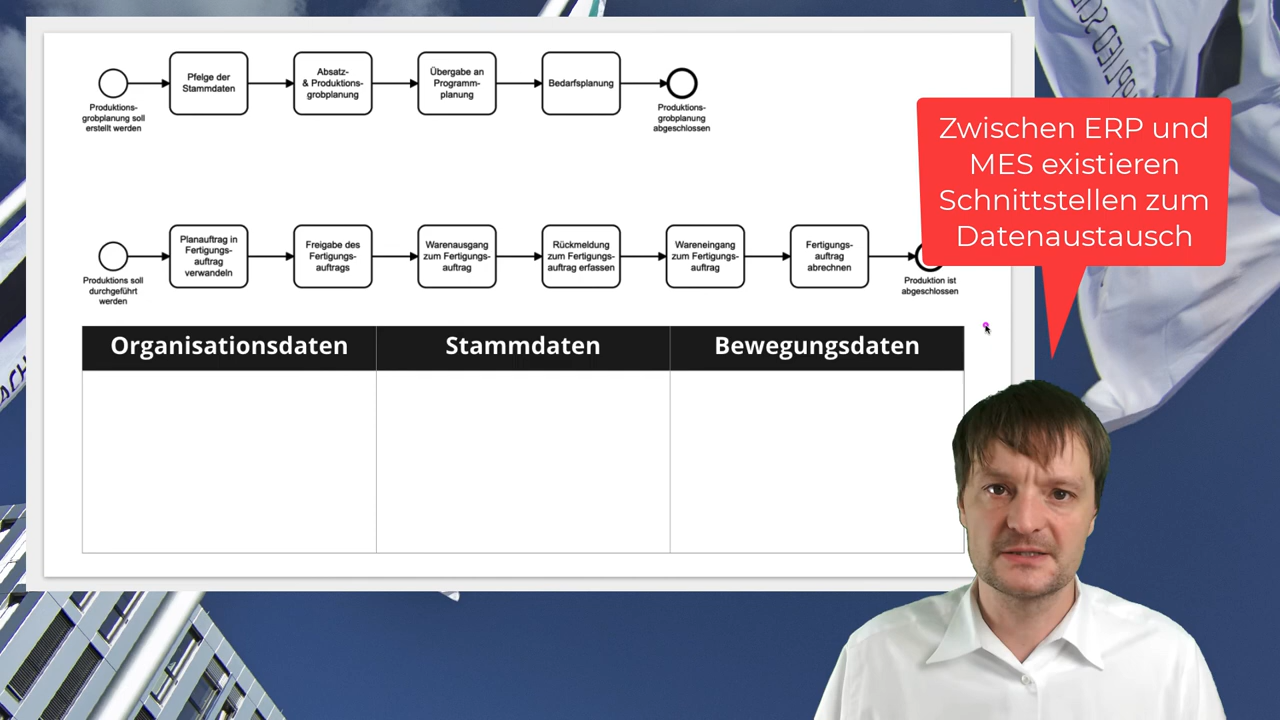 Pfelge der
Stammdaten
Absatz-
& Produktions-
grobplanung
Übergabe an
Programm-
planung
Bedarfsplanung
Produktions-
grobplanung soll
erstellt werden
Produktions-
grobplanung
abgeschlossen
Zwischen ERP und
MES existieren
Schnittstellen zum
Datenaustausch
Planauftrag in
Fertigungs-
auftrag
verwandeln
Freigabe des
Fertigungs-
auftrags
Warenausgang
zum Fertigungs-
auftrag
Rückmeldung
zum Fertigungs-
auftrag erfassen
Wareneingang
zum Fertigungs-
auftrag
Fertigungs-
auftrag
abrechnen
Produktions soll
durchgeführt
werden
Produktion ist
abgeschlossen
Organisationsdaten
Stammdaten
Bewegungsdaten